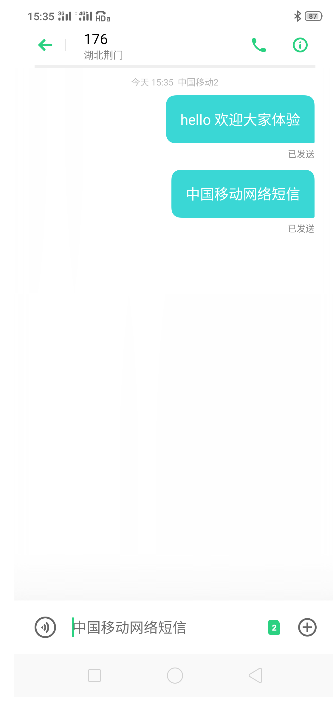 15:35 87
176
湖北荆门
今天 15:35 中国移动2
hello 欢迎大家体验
已发送
中国移动网络短信
已发送
中国移动网络短信 2